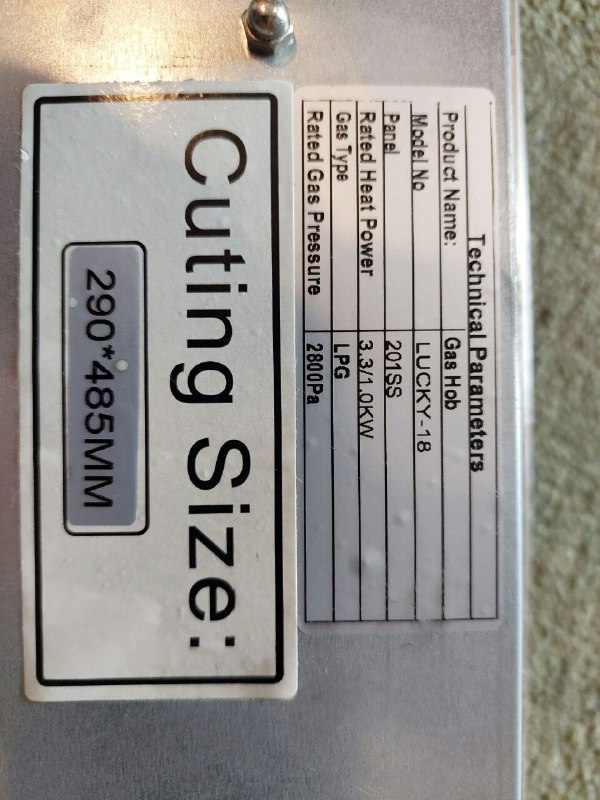 Technical Parameters
Product Name: Gas Hob
Model No LUCKY-18
Panel 201SS
Rated Heat Power 3.3/1.0KW
Gas Type LPG
Rated Gas Pressure 2800Pa
Cuting Size:
290*485MM